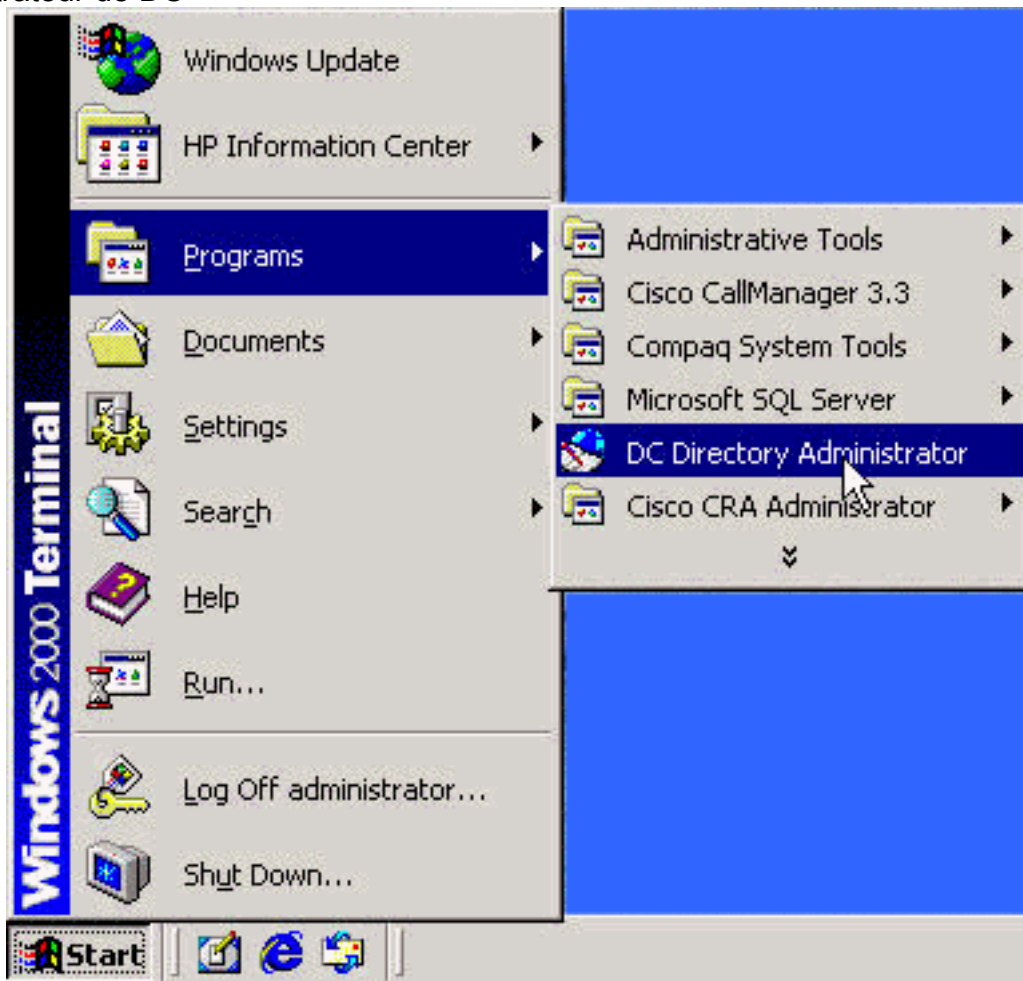 Windows Update
HP Information Center
Programs
Documents
Settings
Search
Help
Run...
Log Off administrator...
Shut Down...
Administrative Tools
Cisco CallManager 3.3
Compaq System Tools
Microsoft SQL Server
DC Directory Administrator
Cisco CRA Administrator
Windows 2000 Terminal
Start